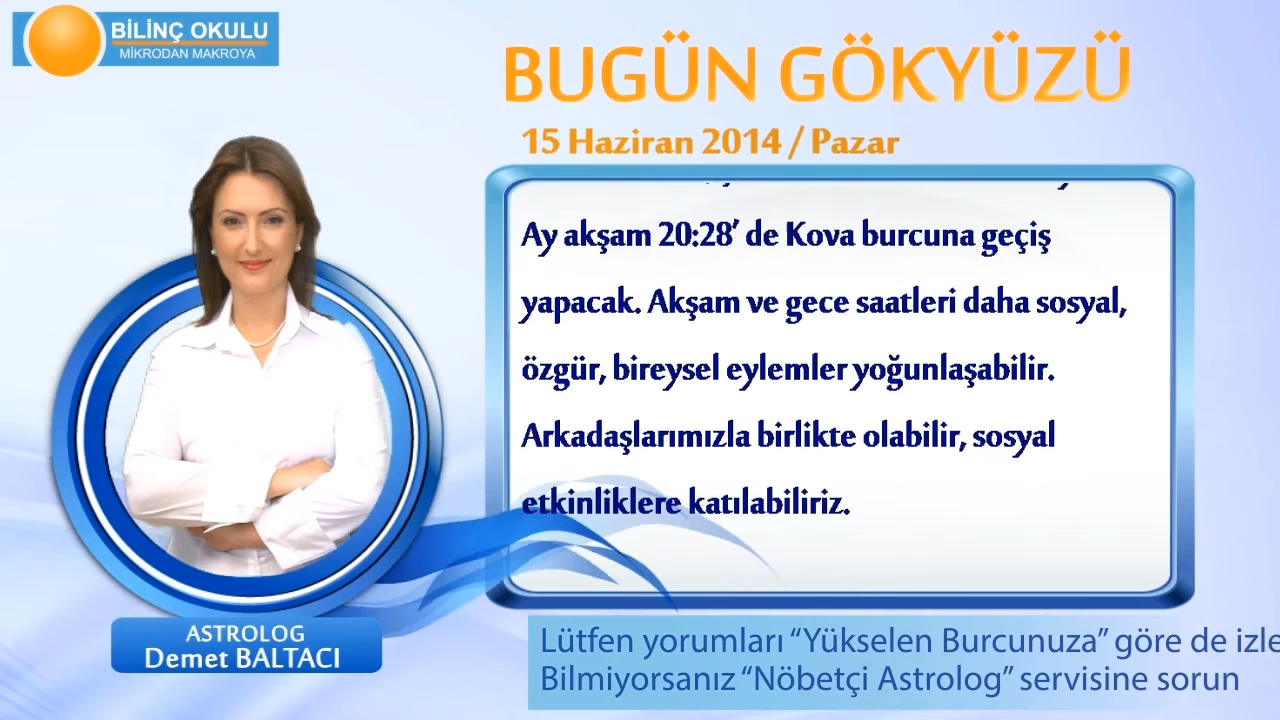 BİLİNÇ OKULU
MİKRODAN MAKROYA
BUGÜN GÖKYÜZÜ
15 Haziran 2014 / Pazar
Ay akşam 20:28’ de Kova burcuna geçiş
yapacak. Akşam ve gece saatleri daha sosyal,
özgür, bireysel eylemler yoğunlaşabilir.
Arkadaşlarımızla birlikte olabilir, sosyal
etkinliklere katılabiliriz.
ASTROLOG
Demet BALTACI
Lütfen yorumları “Yükselen Burcunuza” göre de izle
Bilmiyorsanız “Nöbetçi Astrolog” servisine sorun